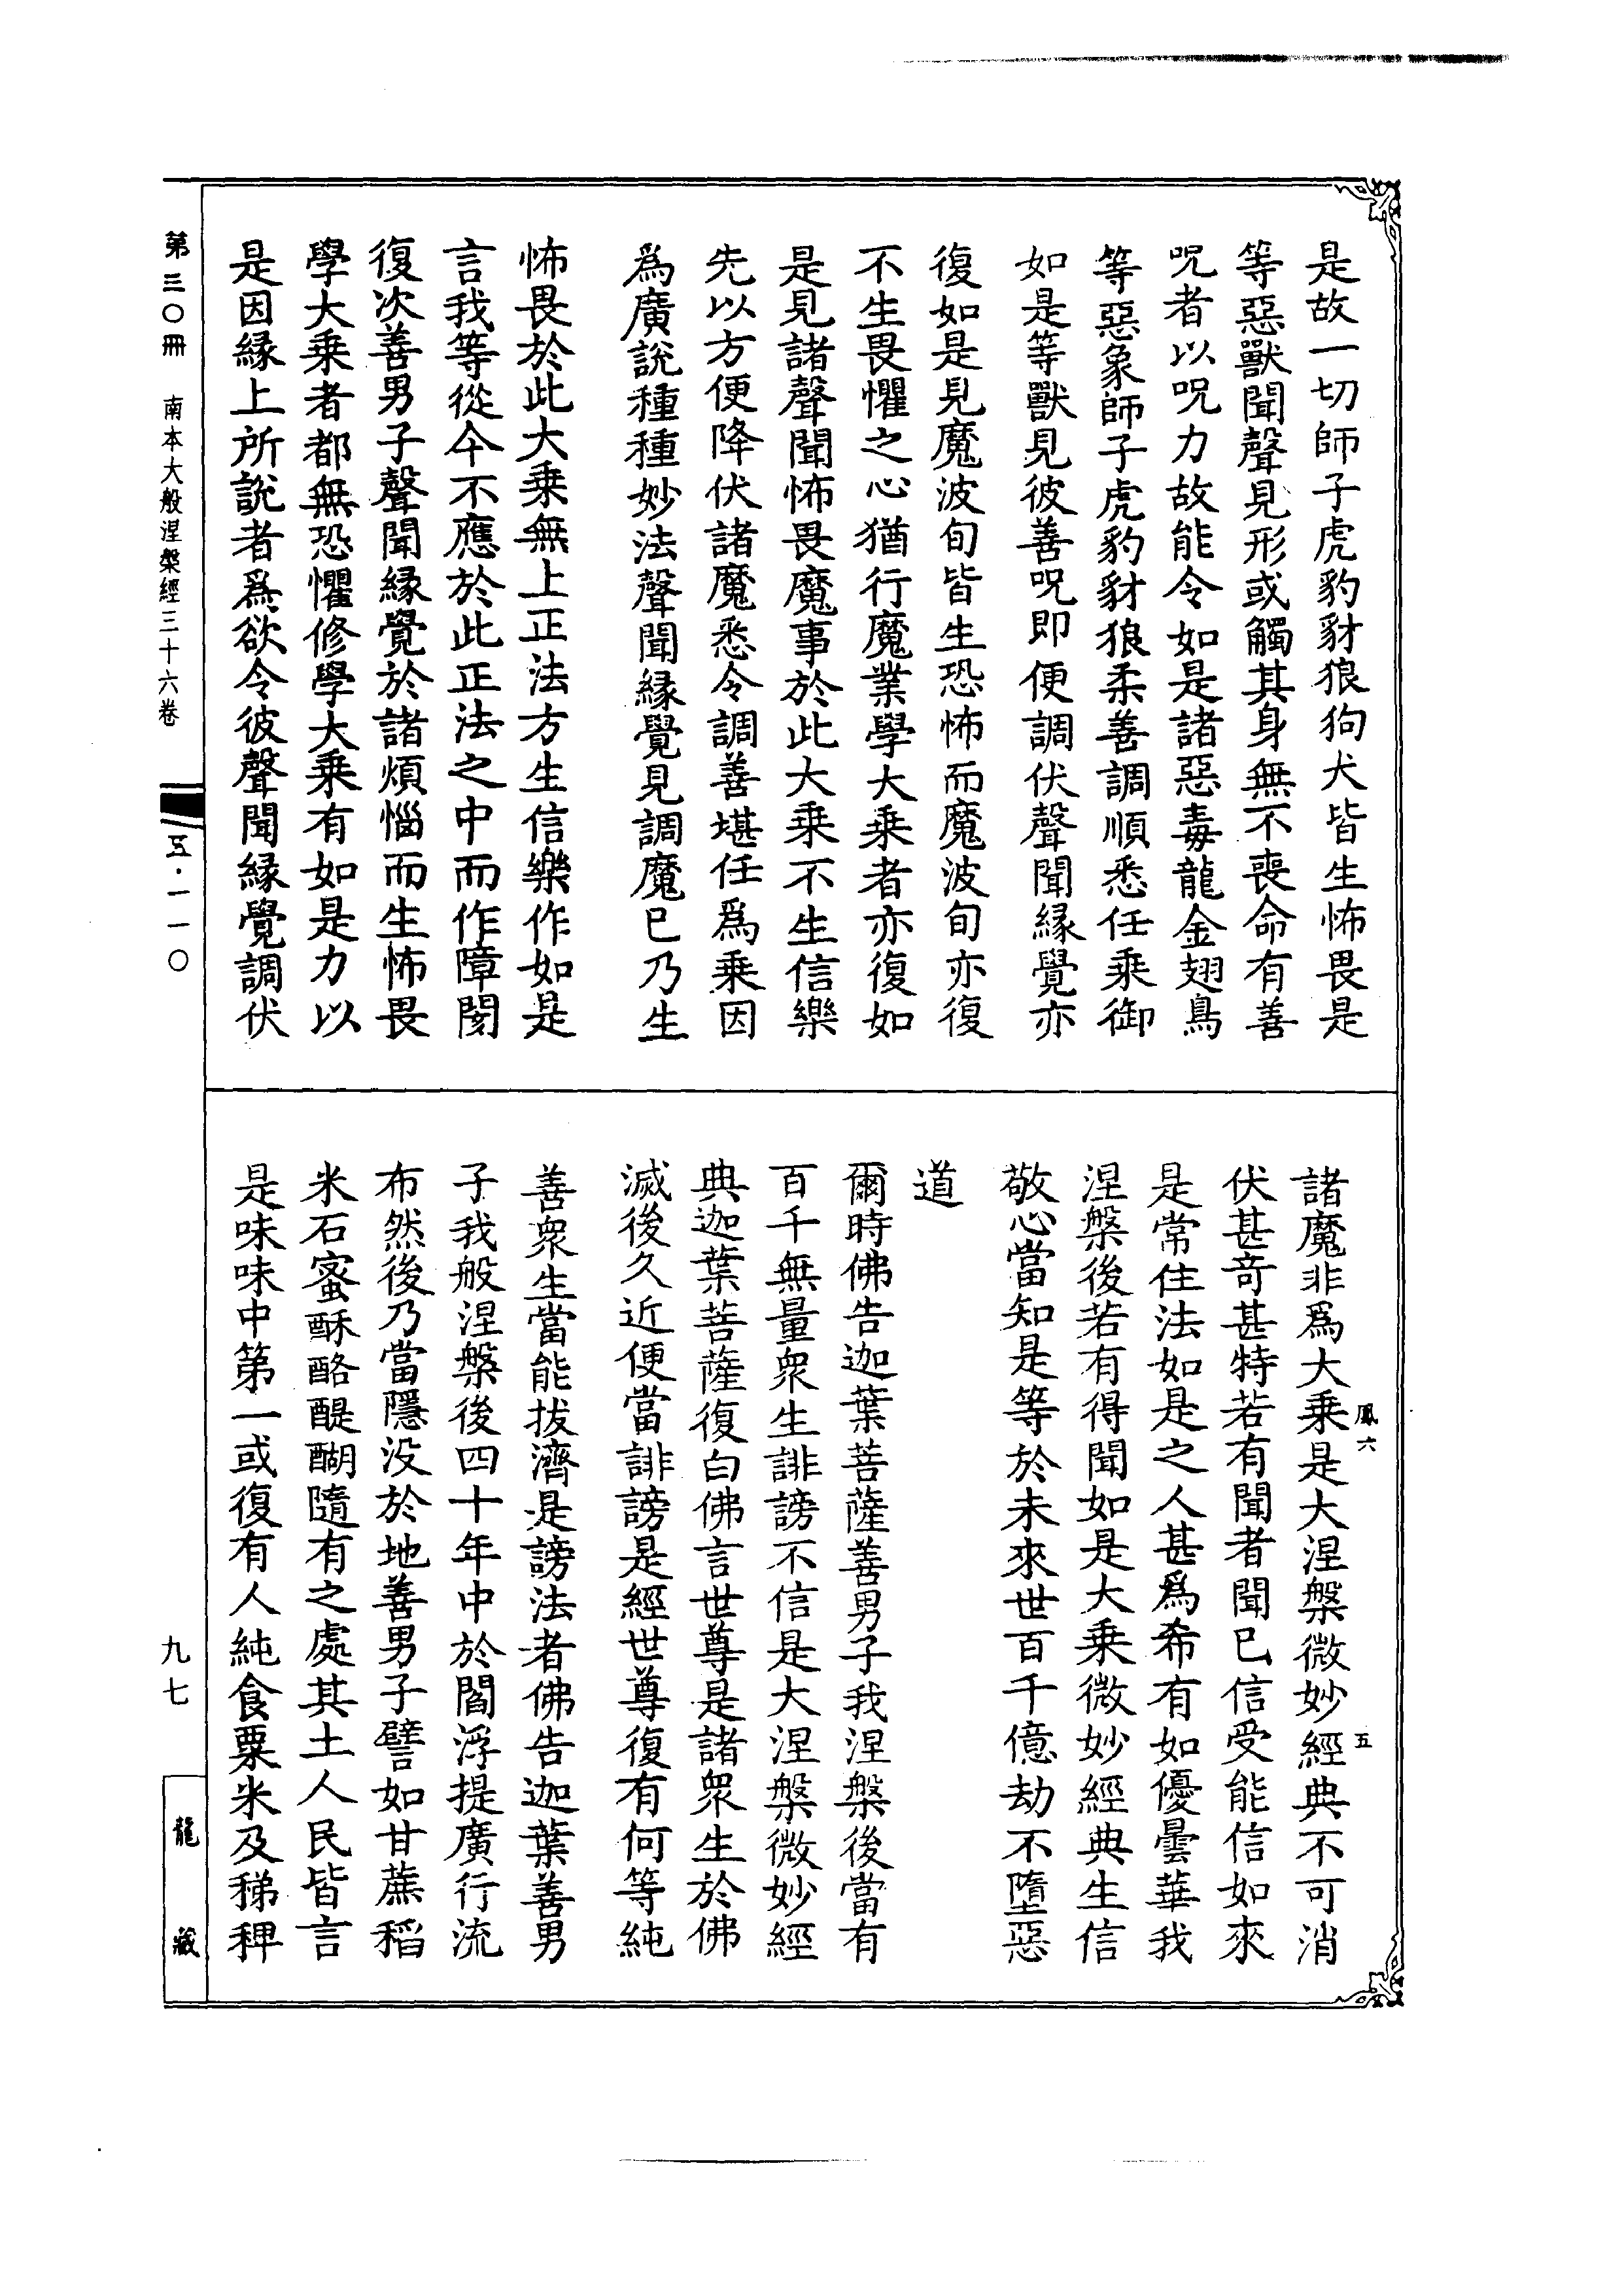 是故一切師子虎豹豺狼狗犬皆生怖畏是
等惡獸聞聲見形或觸其身無不喪命有善
呪者以呪力故能令如是諸惡毒龍金翅鳥
等惡象師子虎豹豺狼柔善調順悉任乘御
如是等獸見彼善呪即便調伏聲聞緣覺亦
復如是見魔波旬皆生恐怖而魔波旬亦復
不生畏懼之心猶行魔業學大乘者亦復如
是見諸聲聞怖畏魔事於此大乘不生信樂
先以方便降伏諸魔悉令調善堪任爲乘因
爲廣說種種妙法聲聞緣覺見調魔已乃生
怖畏於此大乘無上正法方生信樂作如是
言我等從今不應於此正法之中而作障閡
復次善男子聲聞緣覺於諸煩惱而生怖畏
學大乘者都無恐懼修學大乘有如是力以
是因緣上所說者爲欲令彼聲聞緣覺調伏
諸魔非爲大乘是大涅槃微妙經典不可消
伏甚奇甚特若有聞者聞已信受能信如來
是常住法如是之人甚爲希有如優曇華我
涅槃後若有得聞如是大乘微妙經典生信
敬心當知是等於未來世百千億劫不墮惡
道
爾時佛告迦葉菩薩善男子我涅槃後當有
百千無量衆生誹謗不信是大涅槃微妙經
典迦葉菩薩復白佛言世尊是諸衆生於佛
滅後久近便當誹謗是經世尊復有何等純
善衆生當能拔濟是謗法者佛告迦葉善男
子我般涅槃後四十年中於閻浮提廣行流
布然後乃當隱没於地善男子譬如甘蔗稻
米石蜜酥酪醍醐隨有之處其土人民皆言
是味味中第一或復有人純食粟米及稊稗
鳳六
五
第三〇冊 南本大般涅槃經三十六卷
五·一一〇
九七
龍藏